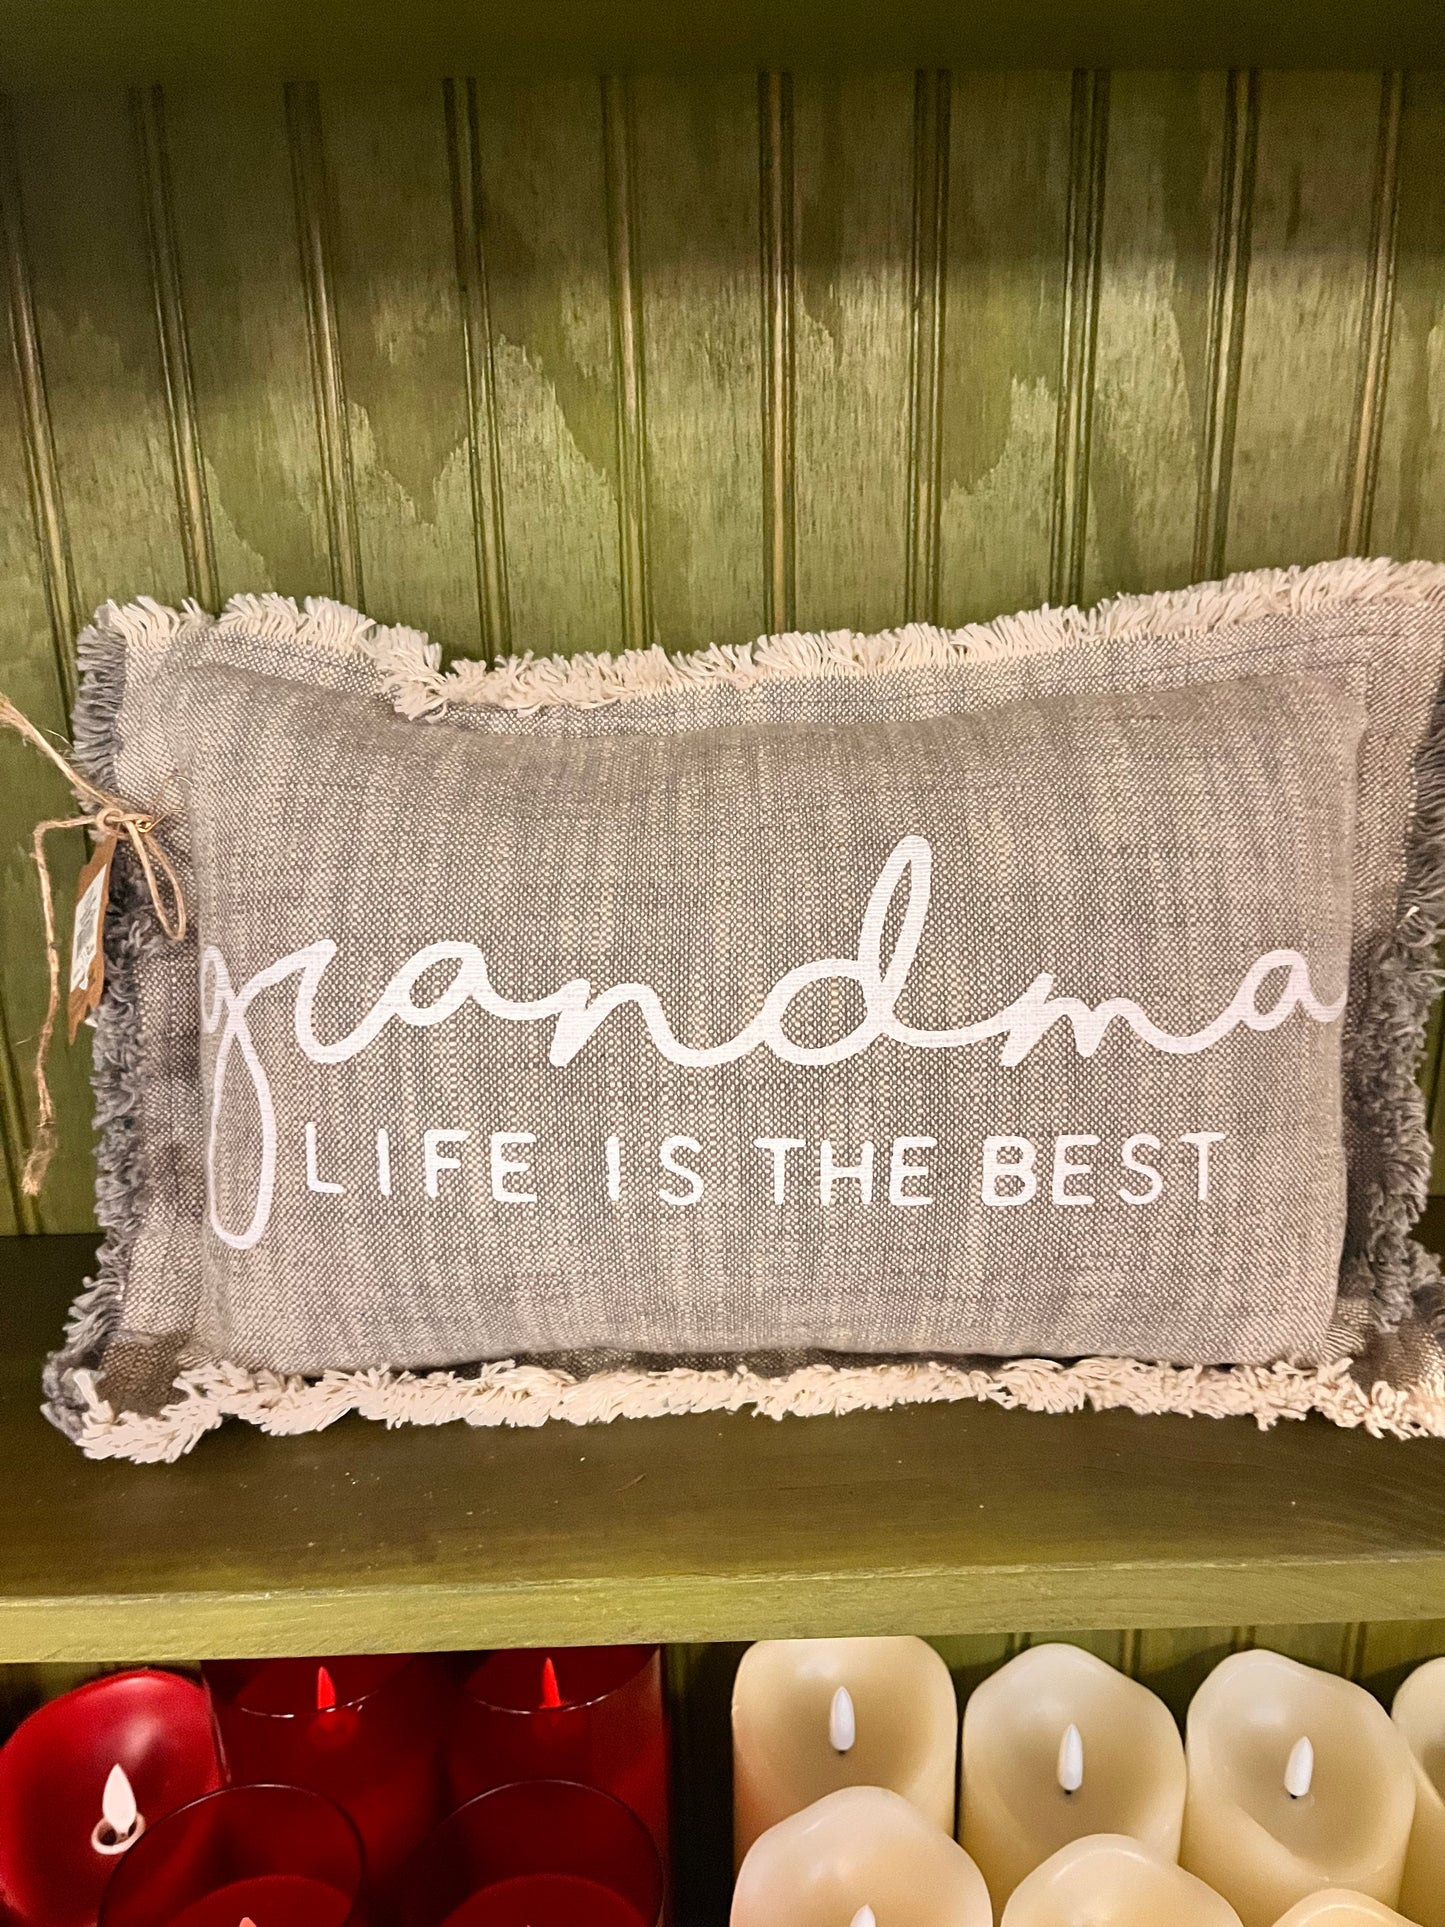 grandma
LIFE IS THE BEST